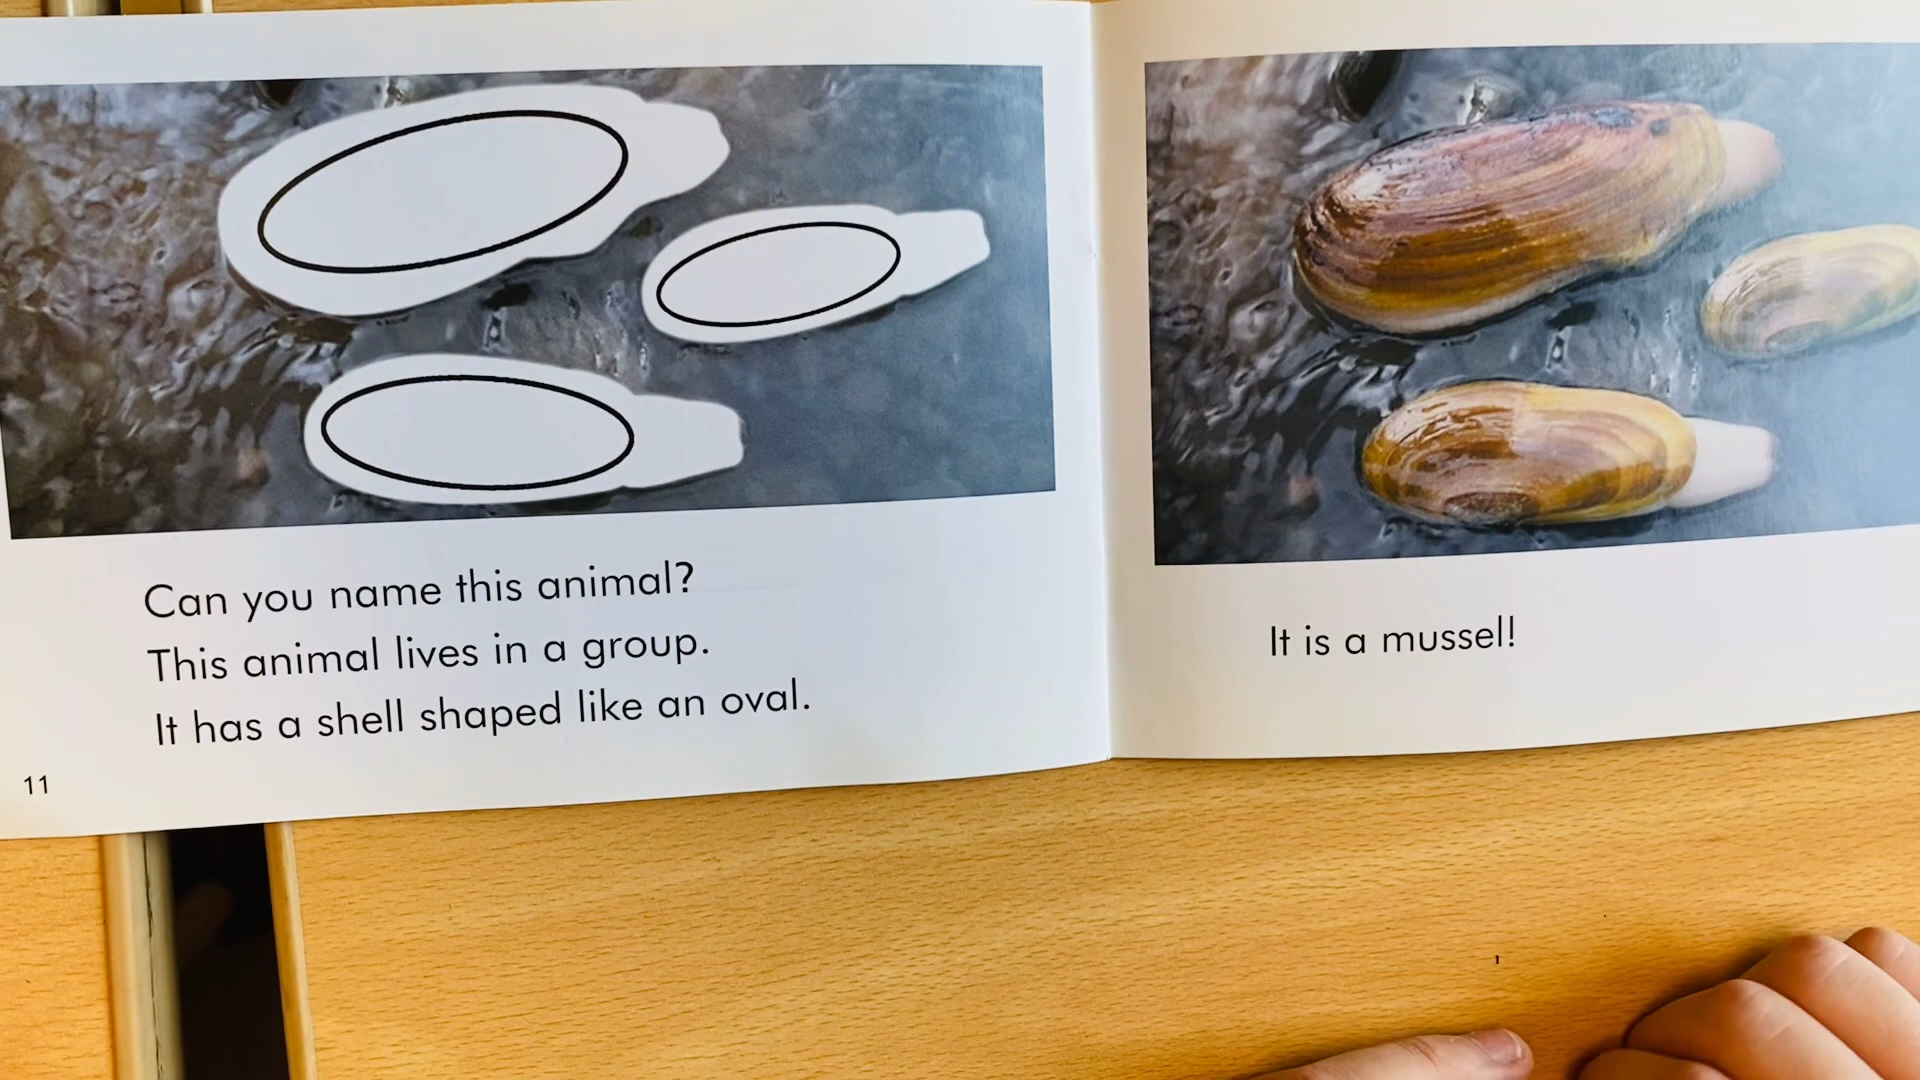 Can you name this animal?
This animal lives in a group.
It has a shell shaped like an oval.
11
It is a mussel!